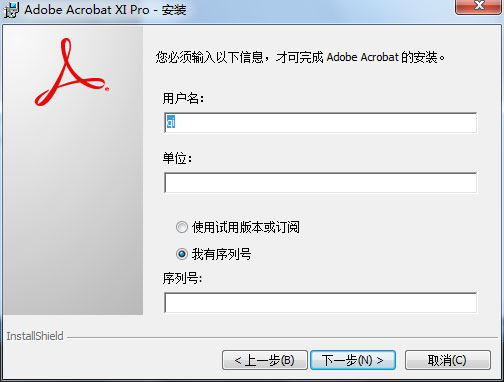 Adobe Acrobat XI Pro - 安装
您必须输入以下信息，才可完成 Adobe Acrobat 的安装。
用户名：
qi
单位：
使用试用版本或订阅
我有序列号
序列号:
InstallShield
< 上一步(B)
下一步(N) >
取消(C)